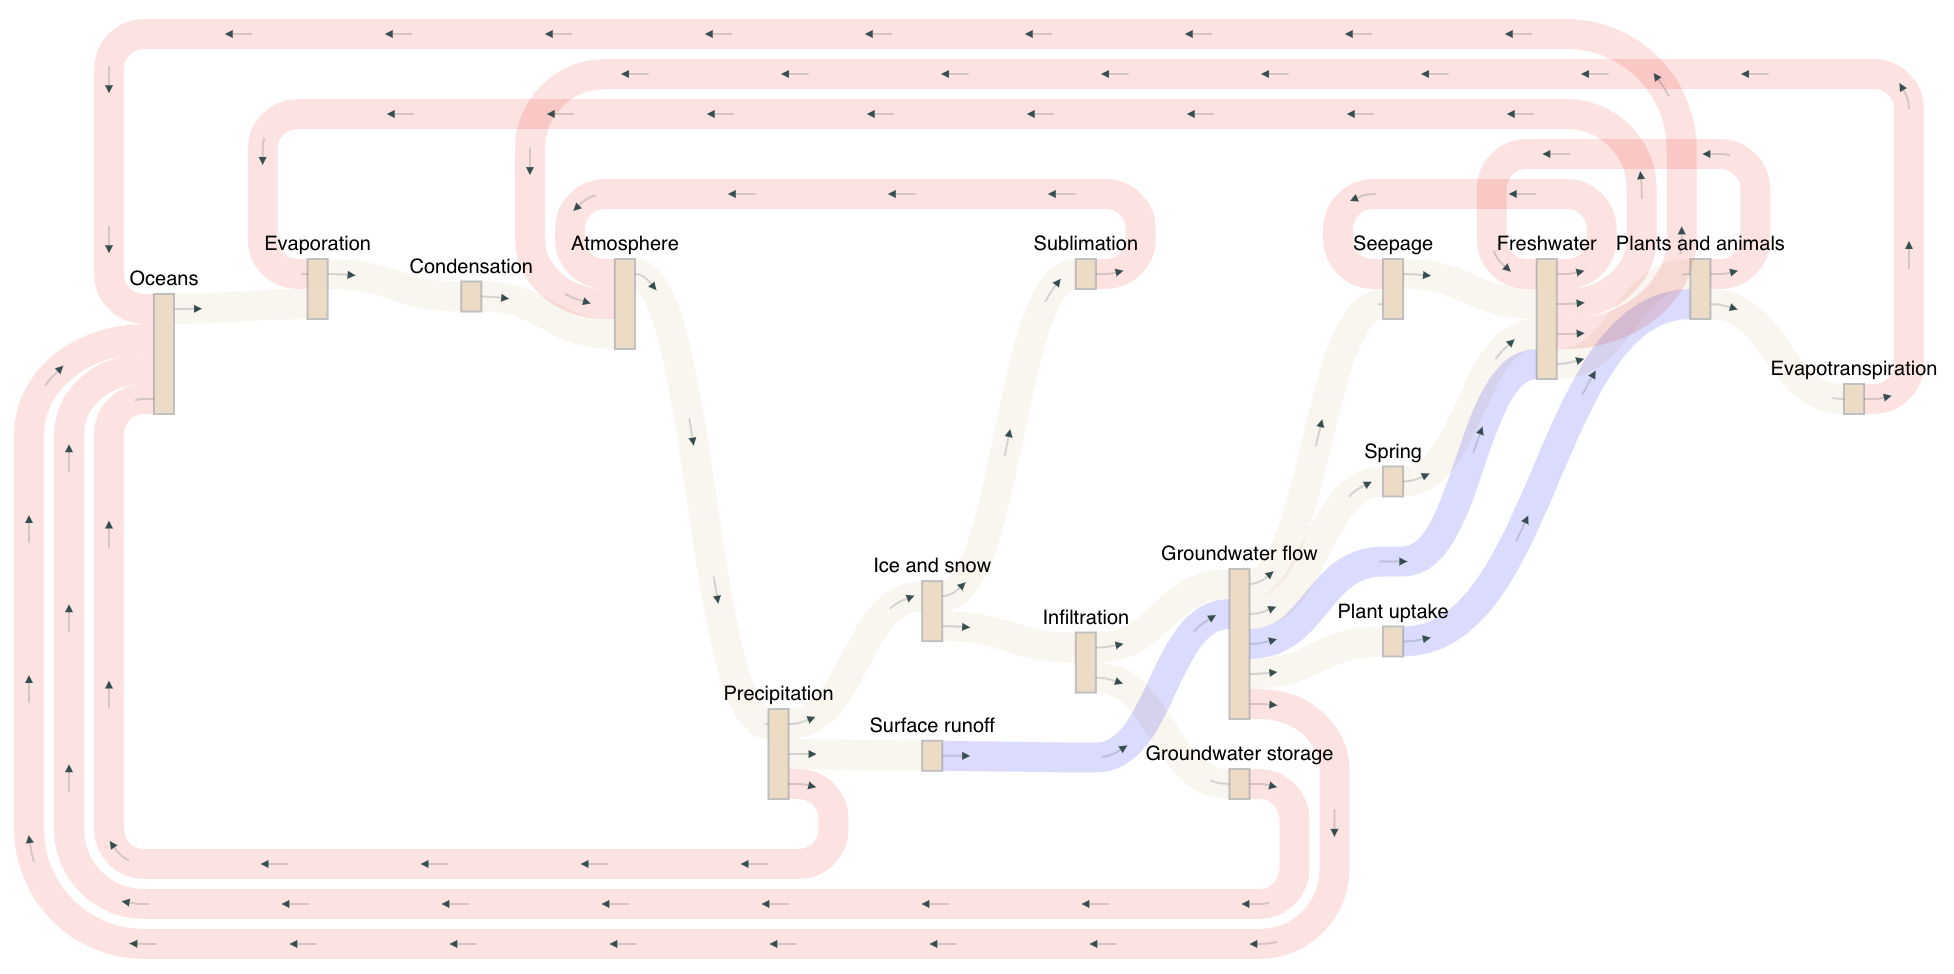 Evaporation
Atmosphere
Sublimation
Seepage
Freshwater
Plants and animals
Condensation
Oceans
Evapotranspiration
Spring
Groundwater flow
Ice and snow
Plant uptake
Infiltration
Precipitation
Surface runoff
Groundwater storage